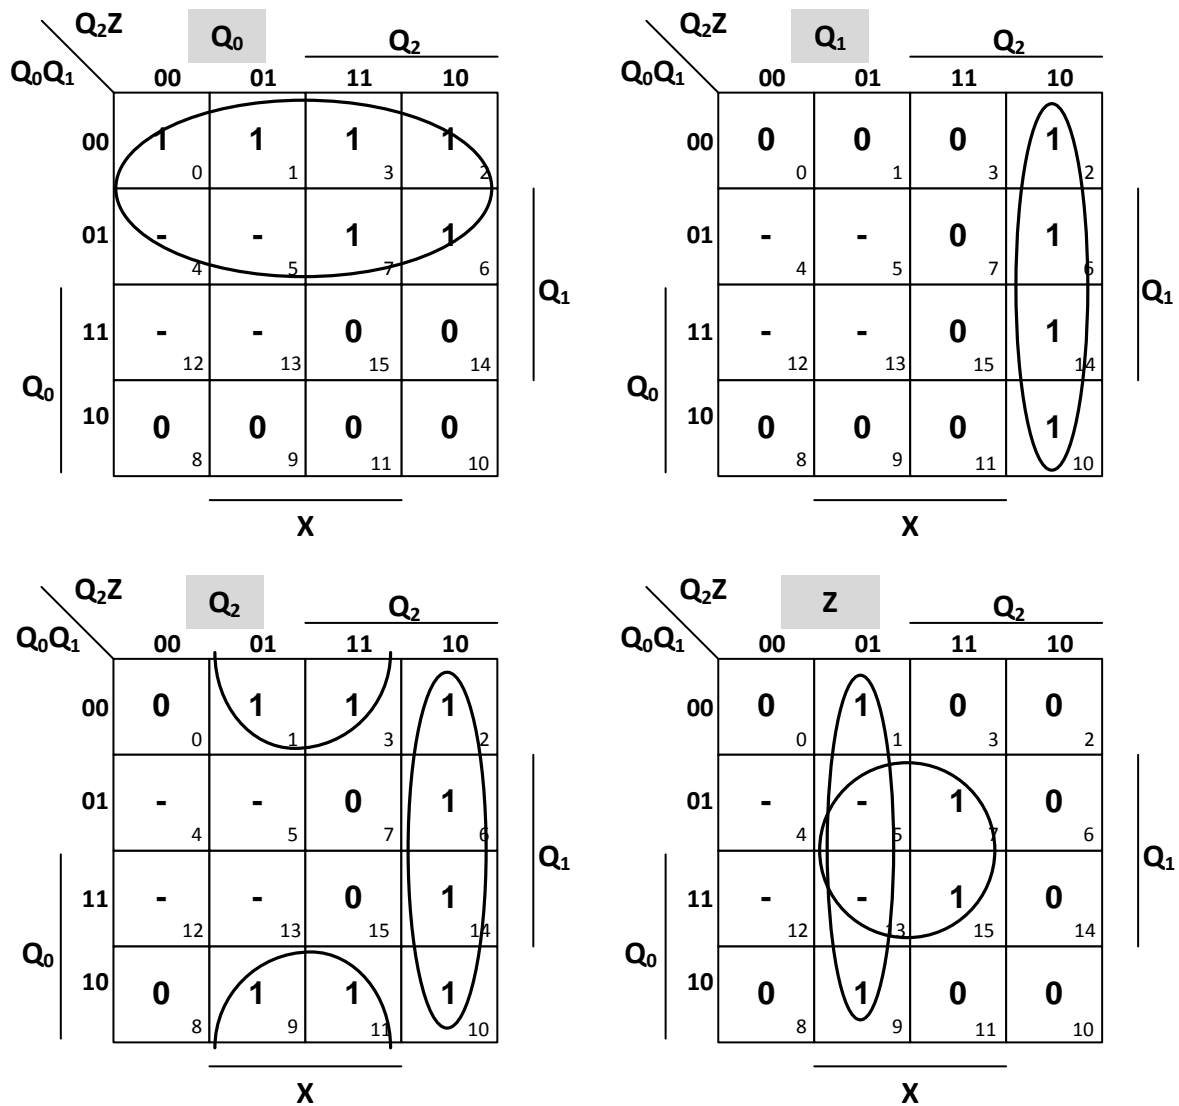 Q₂Z Q₀ Q₂
Q₀Q₁ 00 01 11 10
00 1 1 1 1
0 1 3 2
01 - - 1 1
4 5 7 6
Q₁
11 - - 0 0
12 13 15 14
Q₀
10 0 0 0 0
8 9 11 10
X
Q₂Z Q₁ Q₂
Q₀Q₁ 00 01 11 10
00 0 0 0 1
0 1 3 2
01 - - 0 1
4 5 7 6
Q₁
11 - - 0 1
12 13 15 14
Q₀
10 0 0 0 1
8 9 11 10
X
Q₂Z Q₂ Q₂
Q₀Q₁ 00 01 11 10
00 0 1 1 1
0 1 3 2
01 - - 0 1
4 5 7 6
Q₁
11 - - 0 1
12 13 15 14
Q₀
10 0 1 1 1
8 9 11 10
X
Q₂Z Z Q₂
Q₀Q₁ 00 01 11 10
00 0 1 0 0
0 1 3 2
01 - - 1 0
4 5 7 6
Q₁
11 - - 1 0
12 13 15 14
Q₀
10 0 1 0 0
8 9 11 10
X